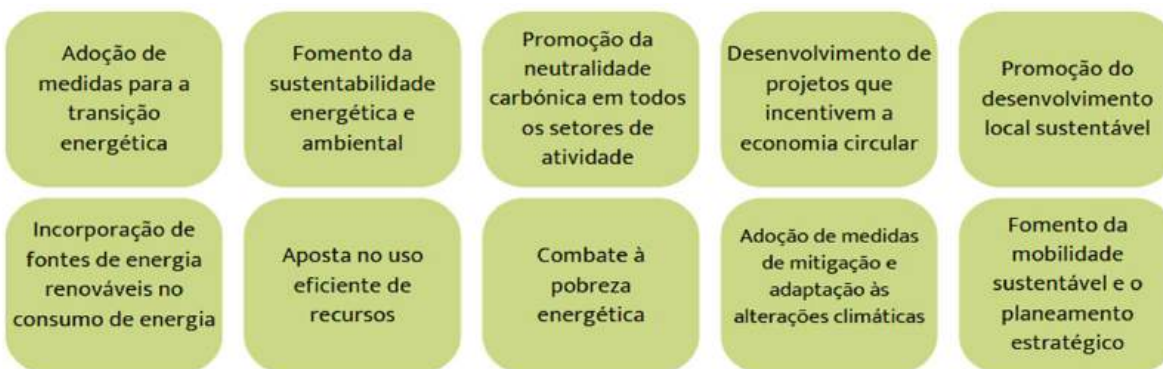 Adoção de
medidas para a
transição
energética
Fomento da
sustentabilidade
energética e
ambiental
Promoção da
neutralidade
carbónica em todos
os setores de
atividade
Desenvolvimento de
projetos que
incentivem a
economia circular
Promoção do
desenvolvimento
local sustentável
Incorporação de
fontes de energia
renováveis no
consumo de energia
Aposta no uso
eficiente de
recursos
Combate à
pobreza
energética
Adoção de medidas
de mitigação e
adaptação às
alterações climáticas
Fomento da
mobilidade
sustentável e o
planeamento
estratégico